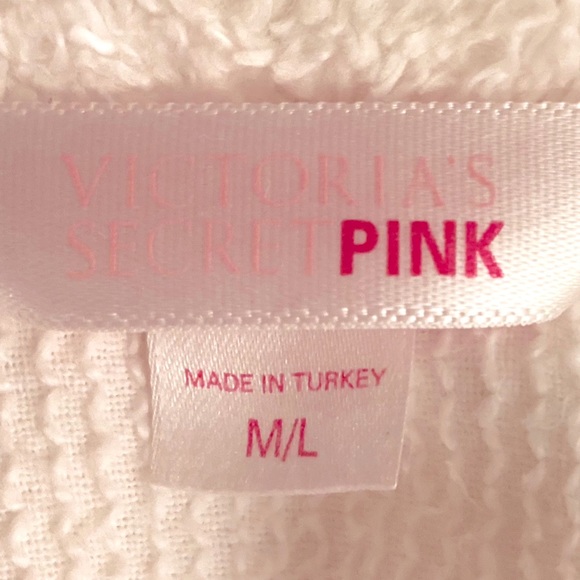 VICTORIA'S
SECRET PINK
MADE IN TURKEY
M/L